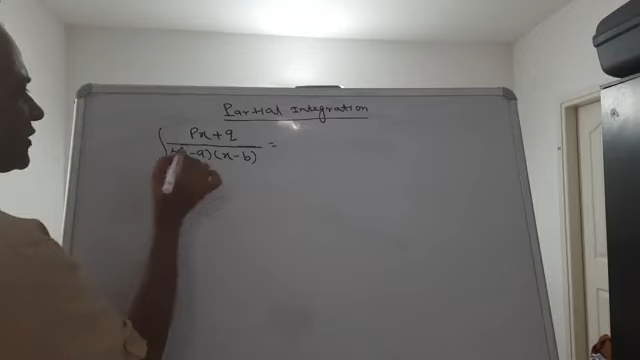 Partial Integration
∫ Px+q
(x-a)(x-b) =